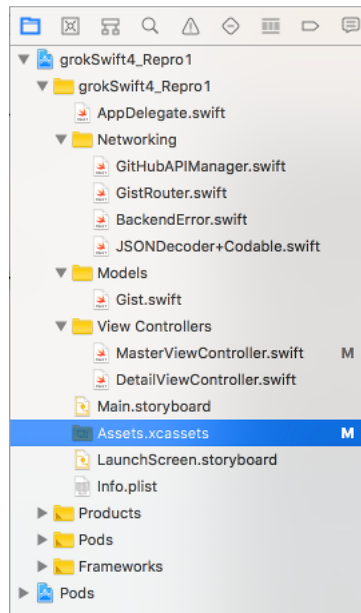 grokSwift4_Repro1
grokSwift4_Repro1
AppDelegate.swift
Networking
GitHubAPIManager.swift
GistRouter.swift
BackendError.swift
JSONDecoder+Codable.swift
Models
Gist.swift
View Controllers
MasterViewController.swift M
DetailViewController.swift
Main.storyboard
Assets.xcassets M
LaunchScreen.storyboard
Info.plist
Products
Pods
Frameworks
Pods